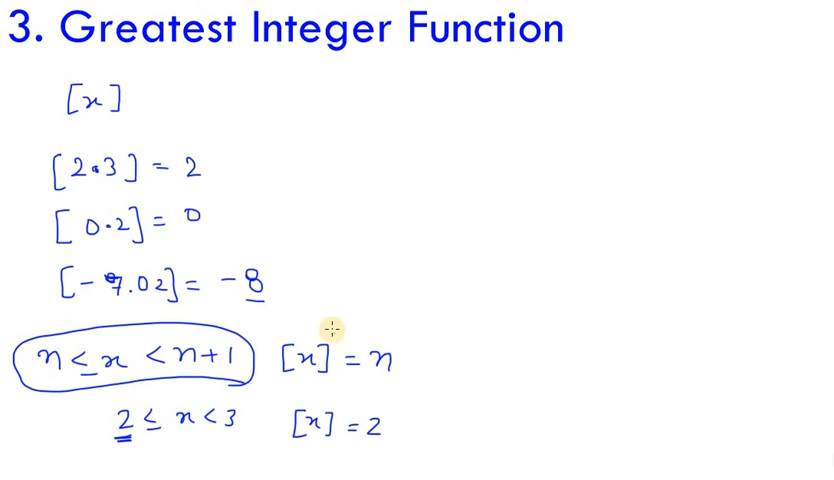 3. Greatest Integer Function
[x]
[2.3] = 2
[0.2] = 0
[-7.02] = -8
n ≤ x < n+1 [x] = n
2 ≤ x < 3 [x] = 2